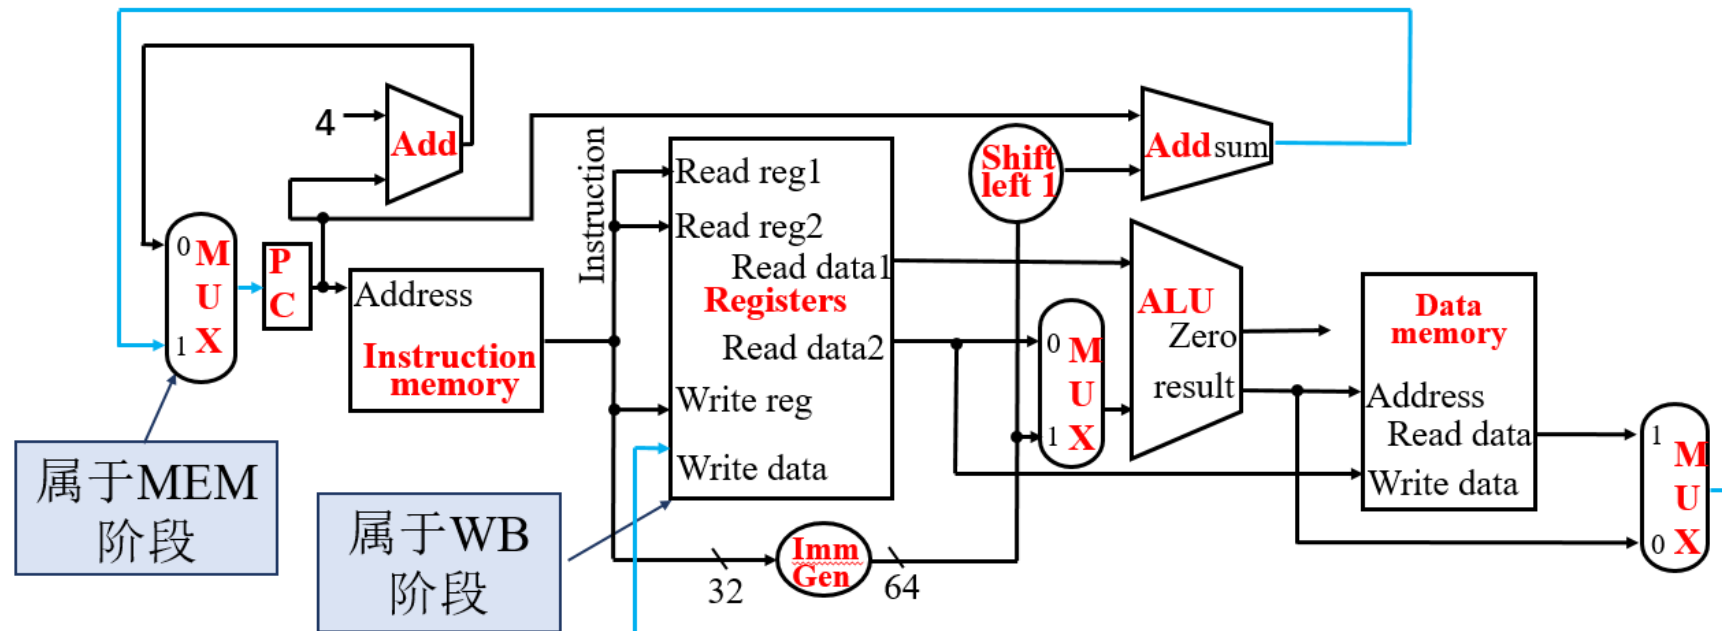 4
Add
0
M
U
X
1
P
C
Address
Instruction
memory
Instruction
Read reg1
Read reg2
Read data1
Registers
Read data2
Write reg
Write data
Imm
Gen
32
64
Shift
left 1
Add sum
0
M
U
X
1
ALU
Zero
result
Data
memory
Address
Read data
Write data
1
M
U
X
0
属于MEM
阶段
属于WB
阶段